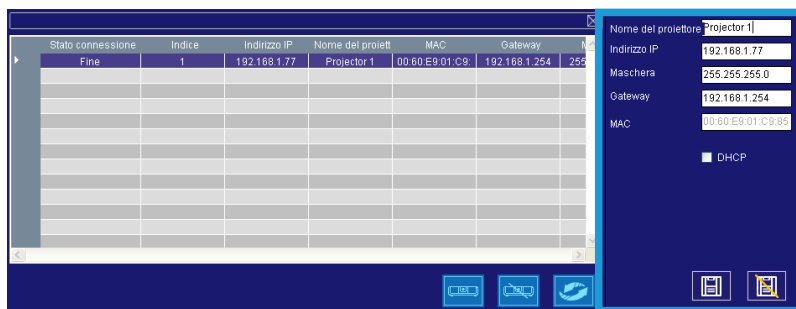 Stato connessione Indice Indirizzo IP Nome del proiett MAC Gateway
Fine 1 192.168.1.77 Projector 1 00:60:E9:01:C9: 192.168.1.254 255
Nome del proiettore Projector 1
Indirizzo IP 192.168.1.77
Maschera 255.255.255.0
Gateway 192.168.1.254
MAC 00:60:E9:01:C9:85
DHCP